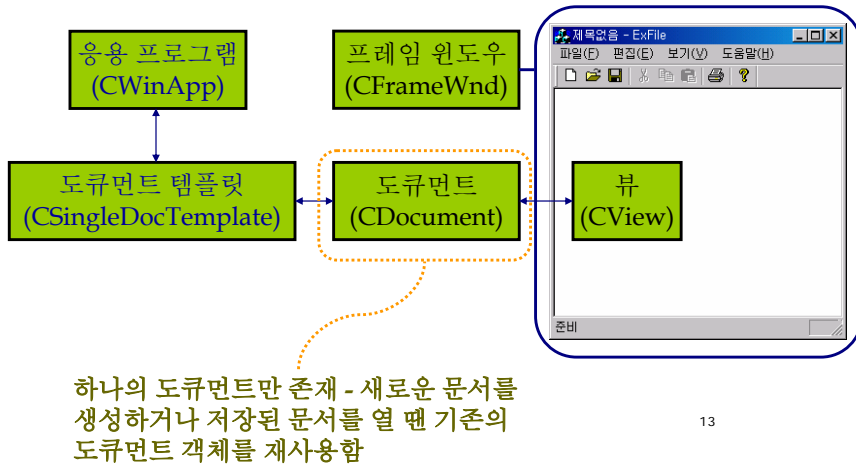 응용 프로그램
(CWinApp)
프레임 윈도우
(CFrameWnd)
제목없음 - ExFile
파일(F) 편집(E) 보기(V) 도움말(H)
도큐먼트 템플릿
(CSingleDocTemplate)
도큐먼트
(CDocument)
뷰
(CView)
준비
하나의 도큐먼트만 존재 - 새로운 문서를
생성하거나 저장된 문서를 열 땐 기존의
도큐먼트 객체를 재사용함
13